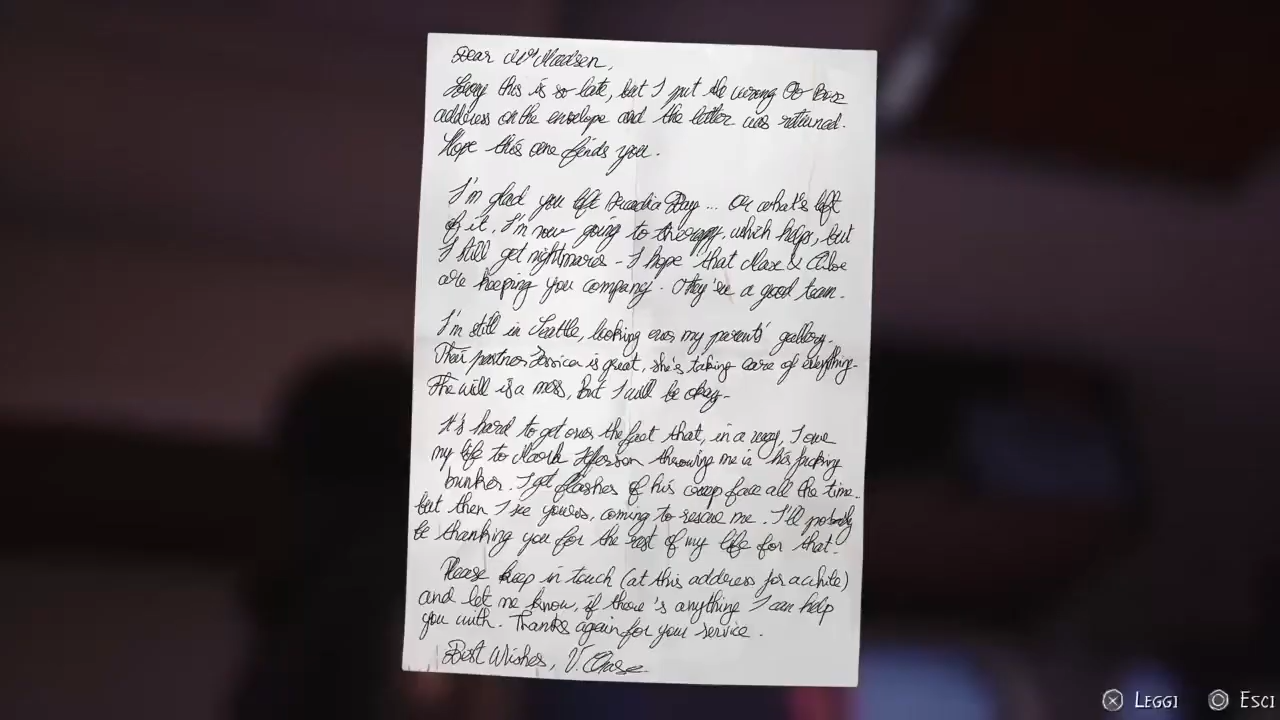 Dear Mr Madsen,
Sorry this is so late, but I put the wrong PO Box
address on the envelope and the letter was returned.
Hope this one finds you.
I'm glad you left Arcadia Bay... Or what's left
of it. I'm now going to therapy, which helps, but
I still get nightmares - I hope that Max & Chloe
are keeping you company. They're a good team.
I'm still in Seattle, looking over my parents' gallery.
Their partner Jessica is great, she's taking care of everything.
The will is a mess, but I will be okay.
It's hard to get over the fact that, in a way, I owe
my life to Mark Jefferson throwing me in his fucking
bunker. I get flashes of his creep face all the time.
but then I see yours, coming to rescue me. I'll probably
be thanking you for the rest of my life for that.
Please keep in touch (at this address for a while)
and let me know, if there's anything I can help
you with. Thanks again for your service.
Best Wishes, V. Chase
LEGGI ESCI